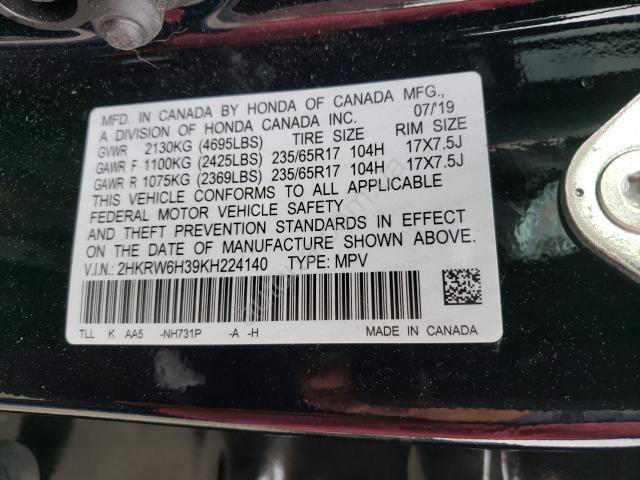 MFD. IN CANADA BY HONDA OF CANADA MFG.,
A DIVISION OF HONDA CANADA INC. 07/19
GVWR 2130KG (4695LBS) TIRE SIZE RIM SIZE
GAWR F 1100KG (2425LBS) 235/65R17 104H 17X7.5J
GAWR R 1075KG (2369LBS) 235/65R17 104H 17X7.5J
THIS VEHICLE CONFORMS TO ALL APPLICABLE
FEDERAL MOTOR VEHICLE SAFETY
AND THEFT PREVENTION STANDARDS IN EFFECT
ON THE DATE OF MANUFACTURE SHOWN ABOVE.
V.I.N.: 2HKRW6H39KH224140 TYPE: MPV
TLL K AA5 -NH731P -A -H MADE IN CANADA